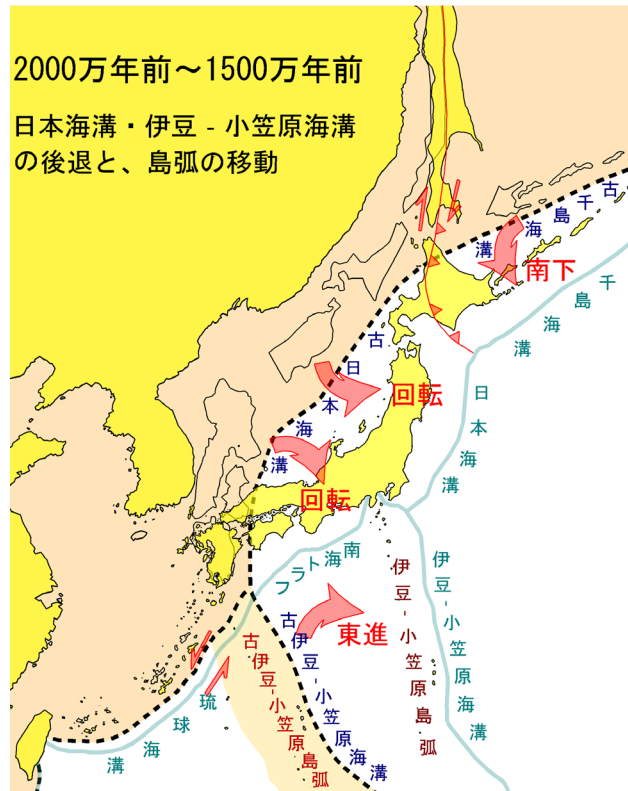 2000万年前～1500万年前
日本海溝・伊豆 - 小笠原海溝
の後退と、島弧の移動
古千島海溝
南下
千島海溝
古日本海溝
回転
日本海溝
回転
南海トラフ
伊豆-小笠原島弧
伊豆-小笠原海溝
東進
古伊豆-小笠原海溝
古伊豆-小笠原島弧
琉球海溝